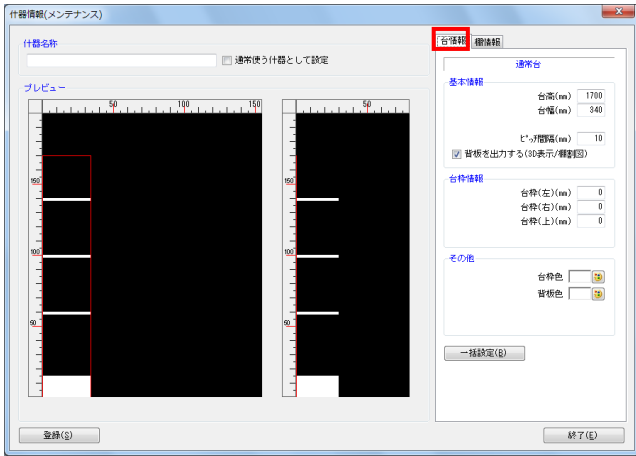 什器情報(メンテナンス)
什器名称
通常使う什器として設定
プレビュー
50 100 150
150
100
50
50
台情報 棚情報
通常台
基本情報
台高(mm) 1700
台幅(mm) 340
ピッチ間隔(mm) 10
背板を出力する(3D表示/棚割図)
台枠情報
台枠(左)(mm) 0
台枠(右)(mm) 0
台枠(上)(mm) 0
その他
台枠色
背板色
一括設定(B)
登録(S)
終了(E)